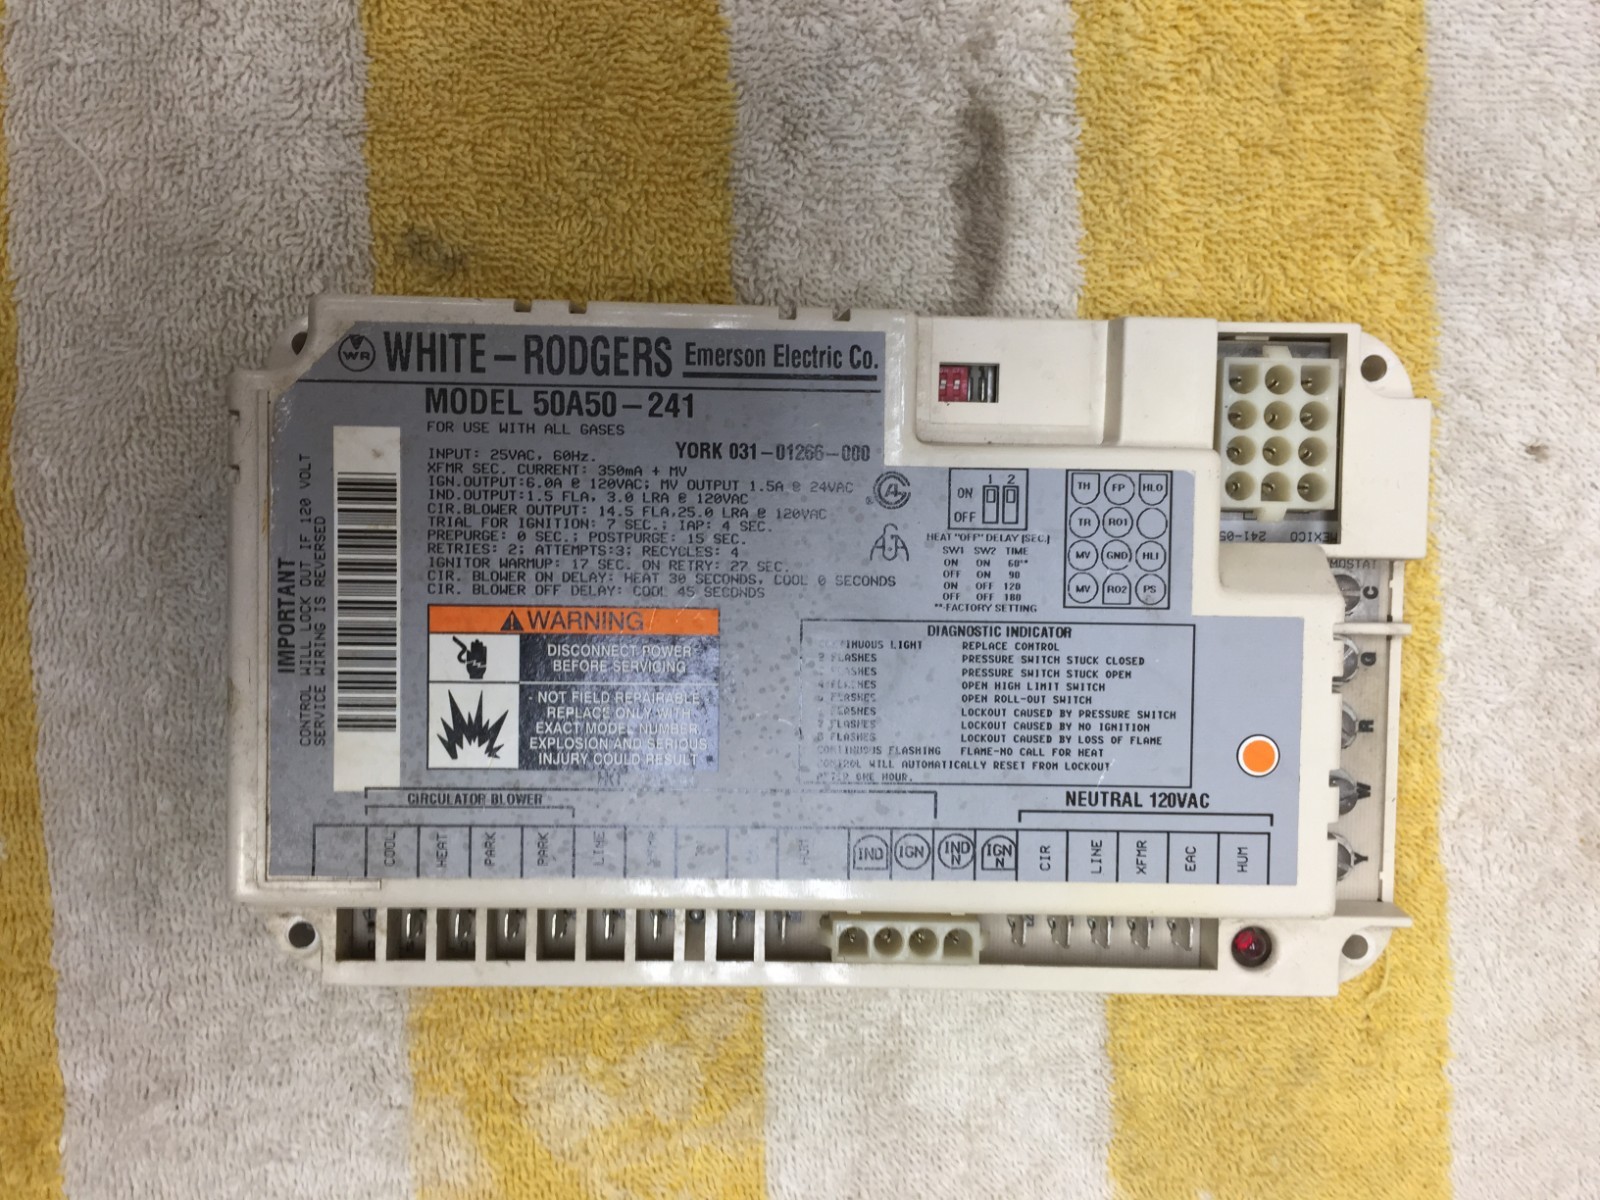 WR WHITE-RODGERS Emerson Electric Co.
MODEL 50A50-241
FOR USE WITH ALL GASES
YORK 031-01266-000
INPUT: 25VAC, 60Hz.
XFMR SEC. CURRENT: 350mA + MV
IGN.OUTPUT:6.0A @ 120VAC; MV OUTPUT 1.5A @ 24VAC
IND.OUTPUT:1.5 FLA, 3.0 LRA @ 120VAC
CIR.BLOWER OUTPUT: 14.5 FLA,25.0 LRA @ 120VAC
TRIAL FOR IGNITION: 7 SEC.; IAP: 4 SEC.
PREPURGE: 0 SEC.; POSTPURGE: 15 SEC.
RETRIES: 2; ATTEMPTS:3; RECYCLES: 4
IGNITOR WARMUP: 17 SEC. ON RETRY: 27 SEC.
CIR. BLOWER ON DELAY: HEAT 30 SECONDS, COOL 0 SECONDS
CIR. BLOWER OFF DELAY: COOL 45 SECONDS
IMPORTANT
CONTROL WILL LOCK OUT IF 120 VOLT
SERVICE WIRING IS REVERSED
WARNING
DISCONNECT POWER
BEFORE SERVICING
- NOT FIELD REPAIRABLE
REPLACE ONLY WITH
EXACT MODEL NUMBER,
EXPLOSION AND SERIOUS
INJURY COULD RESULT
1 2
ON
OFF
HEAT "OFF" DELAY [SEC.]
SW1 SW2 TIME
ON ON 60**
OFF ON 90
ON OFF 120
OFF OFF 180
**-FACTORY SETTING
TH FP HLO
TR RO1
MV GND HLI
MV RO2 PS
DIAGNOSTIC INDICATOR
LIGHT REPLACE CONTROL
2 FLASHES PRESSURE SWITCH STUCK CLOSED
FLASHES PRESSURE SWITCH STUCK OPEN
4 FLASHES OPEN HIGH LIMIT SWITCH
FLASHES OPEN ROLL-OUT SWITCH
FLASHES LOCKOUT CAUSED BY PRESSURE SWITCH
FLASHES LOCKOUT CAUSED BY NO IGNITION
FLASHES LOCKOUT CAUSED BY LOSS OF FLAME
CONTINUOUS FLASHING FLAME-NO CALL FOR HEAT
CONTROL WILL AUTOMATICALLY RESET FROM LOCKOUT
AFTER ONE HOUR.
CIRCULATOR BLOWER
NEUTRAL 120VAC
COOL HEAT PARK PARK LINE HUM IND IGN IND N IGN N CIR LINE XFMR EAC HUM
MEXICO
C
G
R
W
Y